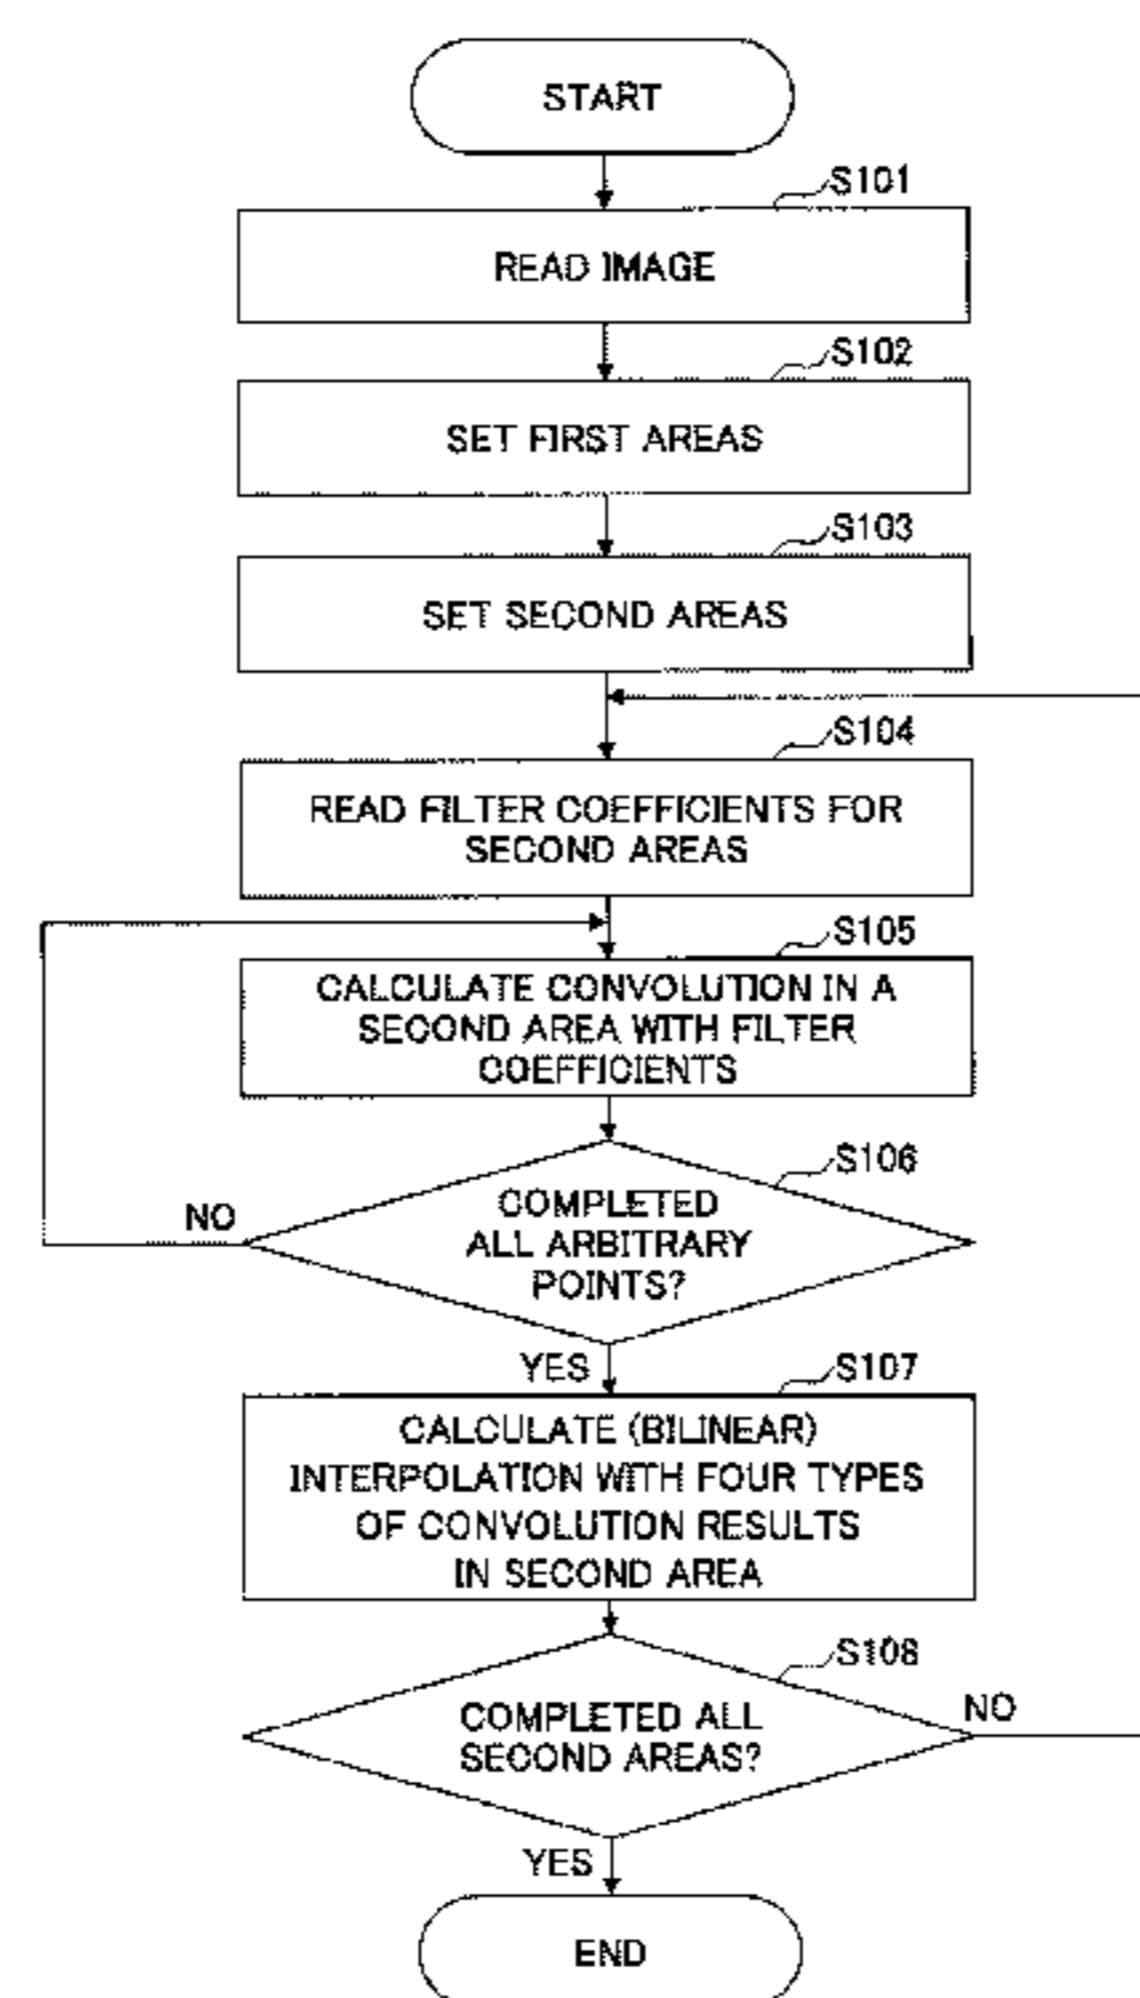 START
S101
READ IMAGE
S102
SET FIRST AREAS
S103
SET SECOND AREAS
S104
READ FILTER COEFFICIENTS FOR
SECOND AREAS
S105
CALCULATE CONVOLUTION IN A
SECOND AREA WITH FILTER
COEFFICIENTS
S106
COMPLETED
ALL ARBITRARY
POINTS?
NO
YES
S107
CALCULATE (BILINEAR)
INTERPOLATION WITH FOUR TYPES
OF CONVOLUTION RESULTS
IN SECOND AREA
S108
COMPLETED ALL
SECOND AREAS?
NO
YES
END